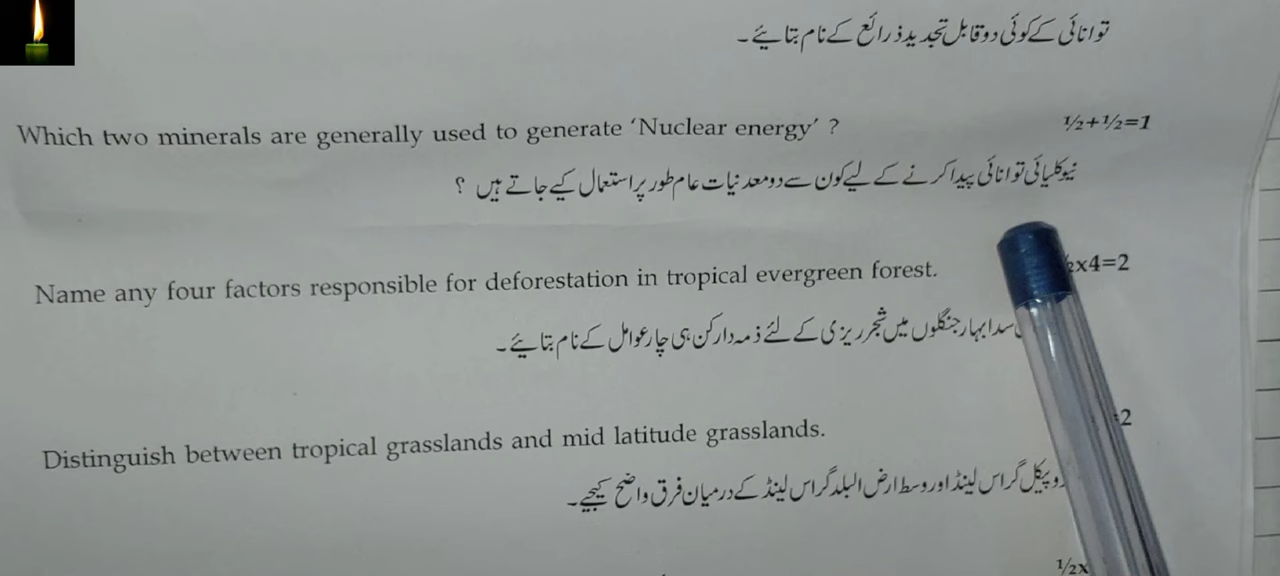 توانائی کے کوئی دو قابل تجدید ذرائع کے نام بتائیے۔
Which two minerals are generally used to generate ‘Nuclear energy’ ? ½+½=1
نیوکلیائی توانائی پیدا کرنے کے لیے کون سے دو معدنیات عام طور پر استعمال کیے جاتے ہیں ؟
Name any four factors responsible for deforestation in tropical evergreen forest. x4=2
سدا بہار جنگلوں میں شجر ریزی کے لئے ذمہ دار کن ہی چار عوامل کے نام بتائیے۔
Distinguish between tropical grasslands and mid latitude grasslands. =2
گراس لینڈ اور وسط ارض البلد گراس لینڈ کے درمیان فرق واضح کیجیے۔
½x